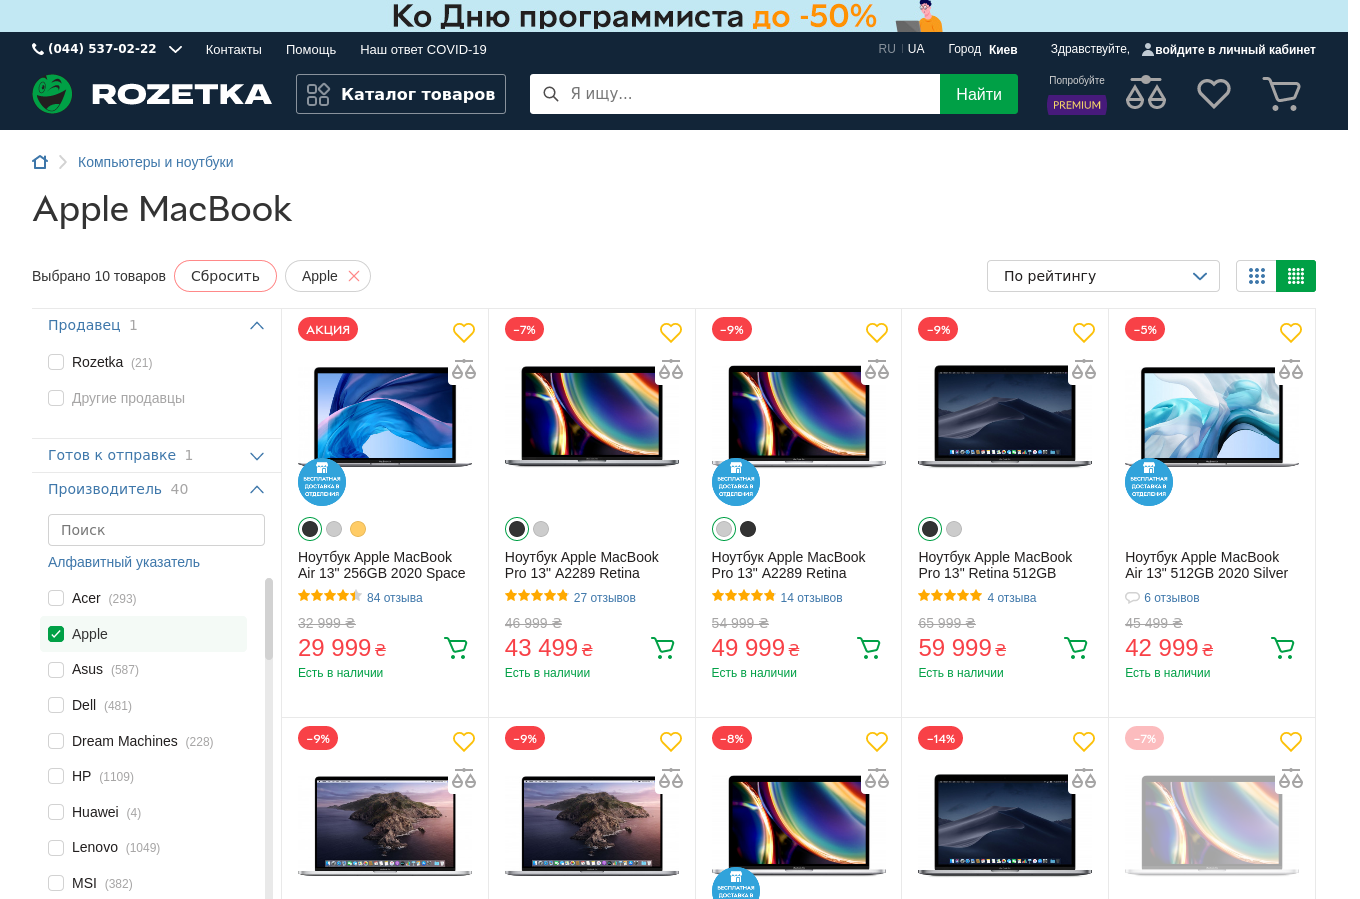 Ко Дню программиста до -50%
(044) 537-02-22 Контакты Помощь Наш ответ COVID-19 RU UA Город Киев Здравствуйте, войдите в личный кабинет
ROZETKA Каталог товаров Я ищу... Найти Попробуйте
PREMIUM
Компьютеры и ноутбуки
Apple MacBook
Выбрано 10 товаров Сбросить Apple По рейтингу
Продавец 1
Rozetka (21)
Другие продавцы
Готов к отправке 1
Производитель 40
Поиск
Алфавитный указатель
Acer (293)
Apple
Asus (587)
Dell (481)
Dream Machines (228)
HP (1109)
Huawei (4)
Lenovo (1049)
MSI (382)
АКЦИЯ
БЕСПЛАТНАЯ
ДОСТАВКА В
ОТДЕЛЕНИЯ
Ноутбук Apple MacBook
Air 13" 256GB 2020 Space
84 отзыва
32 999 ₴
29 999 ₴
Есть в наличии
-7%
Ноутбук Apple MacBook
Pro 13" A2289 Retina
27 отзывов
46 999 ₴
43 499 ₴
Есть в наличии
-9%
БЕСПЛАТНАЯ
ДОСТАВКА В
ОТДЕЛЕНИЯ
Ноутбук Apple MacBook
Pro 13" A2289 Retina
14 отзывов
54 999 ₴
49 999 ₴
Есть в наличии
-9%
Ноутбук Apple MacBook
Pro 13" Retina 512GB
4 отзыва
65 999 ₴
59 999 ₴
Есть в наличии
-5%
БЕСПЛАТНАЯ
ДОСТАВКА В
ОТДЕЛЕНИЯ
Ноутбук Apple MacBook
Air 13" 512GB 2020 Silver
6 отзывов
45 499 ₴
42 999 ₴
Есть в наличии
-9%
-9%
-8%
БЕСПЛАТНАЯ
ДОСТАВКА В
-14%
-7%